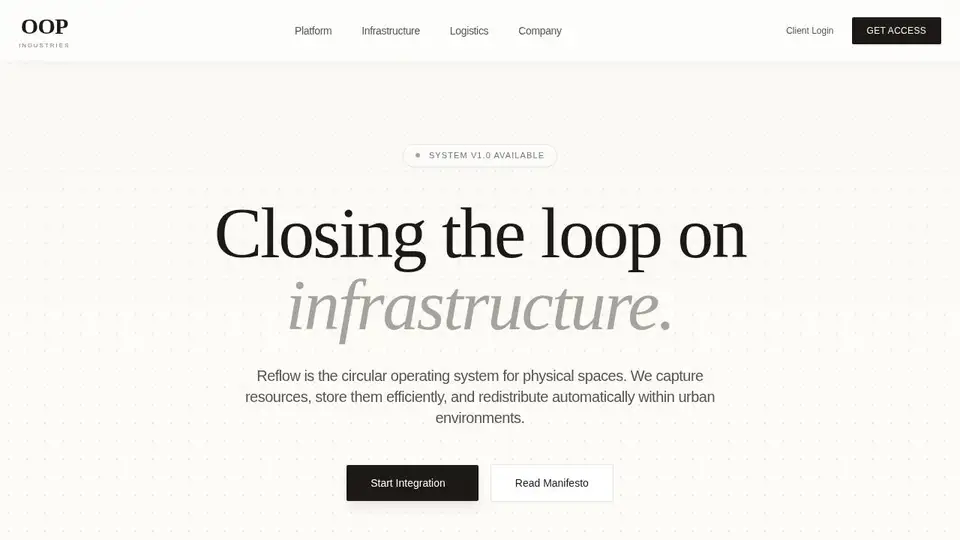 OOP
INDUSTRIES
Platform
Infrastructure
Logistics
Company
Client Login
GET ACCESS
SYSTEM V1.0 AVAILABLE
Closing the loop on
infrastructure.
Reflow is the circular operating system for physical spaces. We capture
resources, store them efficiently, and redistribute automatically within urban
environments.
Start Integration
Read Manifesto